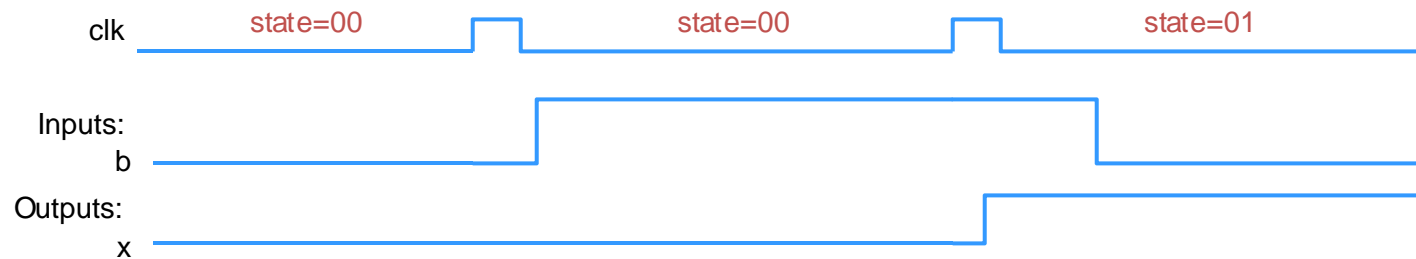 clk state=00 state=00 state=01
Inputs:
b
Outputs:
x